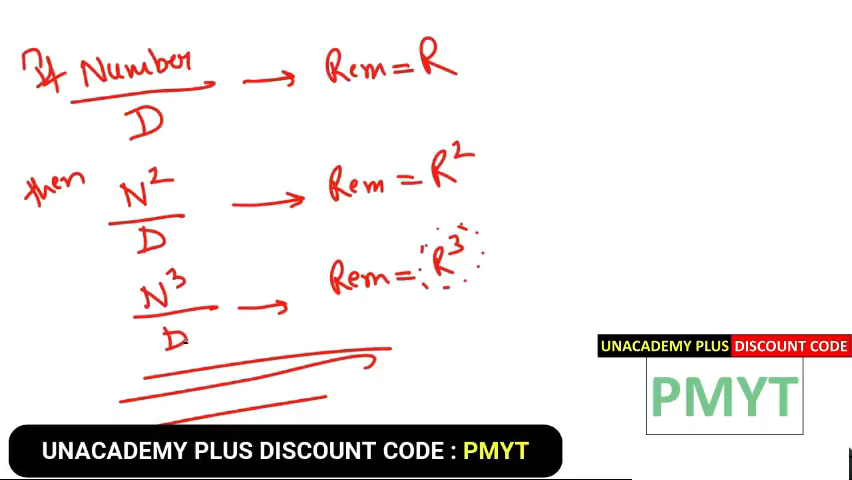 If Number/D → Rem = R
then N²/D → Rem = R²
N³/D → Rem = R³
UNACADEMY PLUS DISCOUNT CODE
PMYT
UNACADEMY PLUS DISCOUNT CODE : PMYT